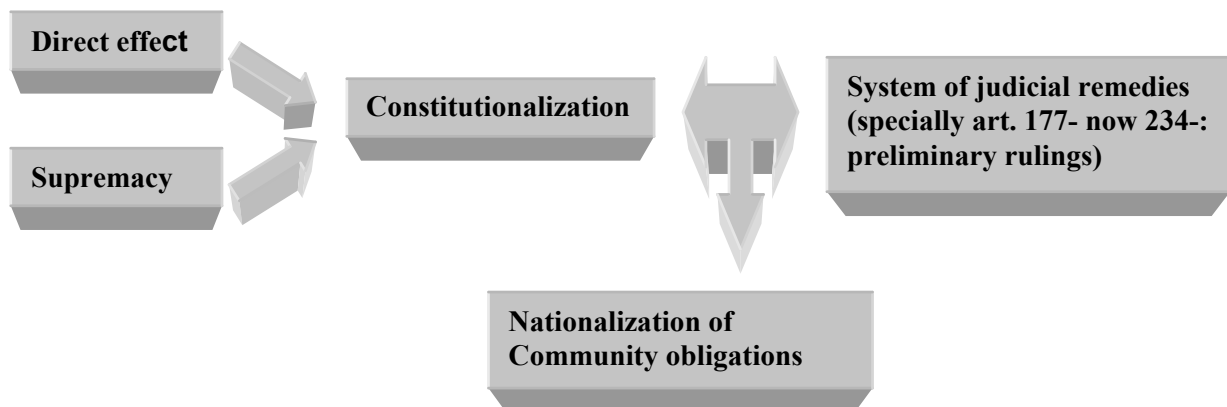 Direct effect
Supremacy
Constitutionalization
System of judicial remedies
(specially art. 177- now 234-:
preliminary rulings)
Nationalization of
Community obligations